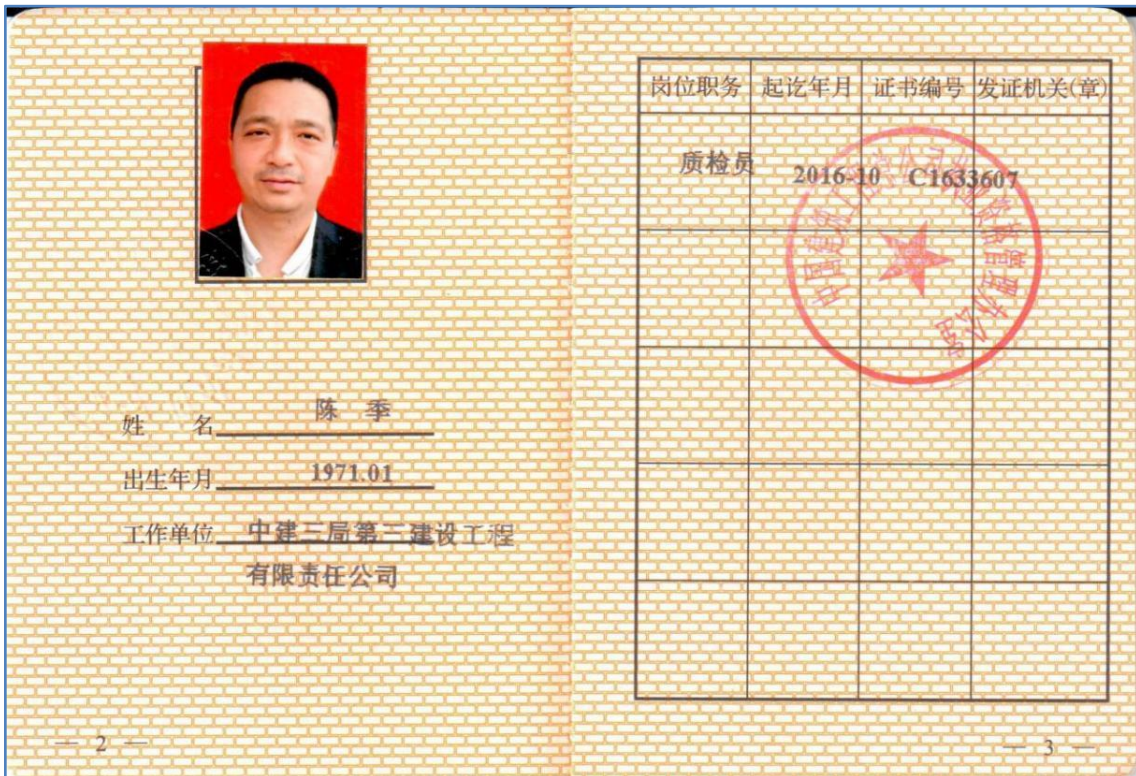 姓 名 陈 季
出生年月 1971.01
工作单位 中建三局第三建设工程
有限责任公司
— 2 —
岗位职务 起讫年月 证书编号 发证机关(章)
质检员 2016-10 C1633607
— 3 —